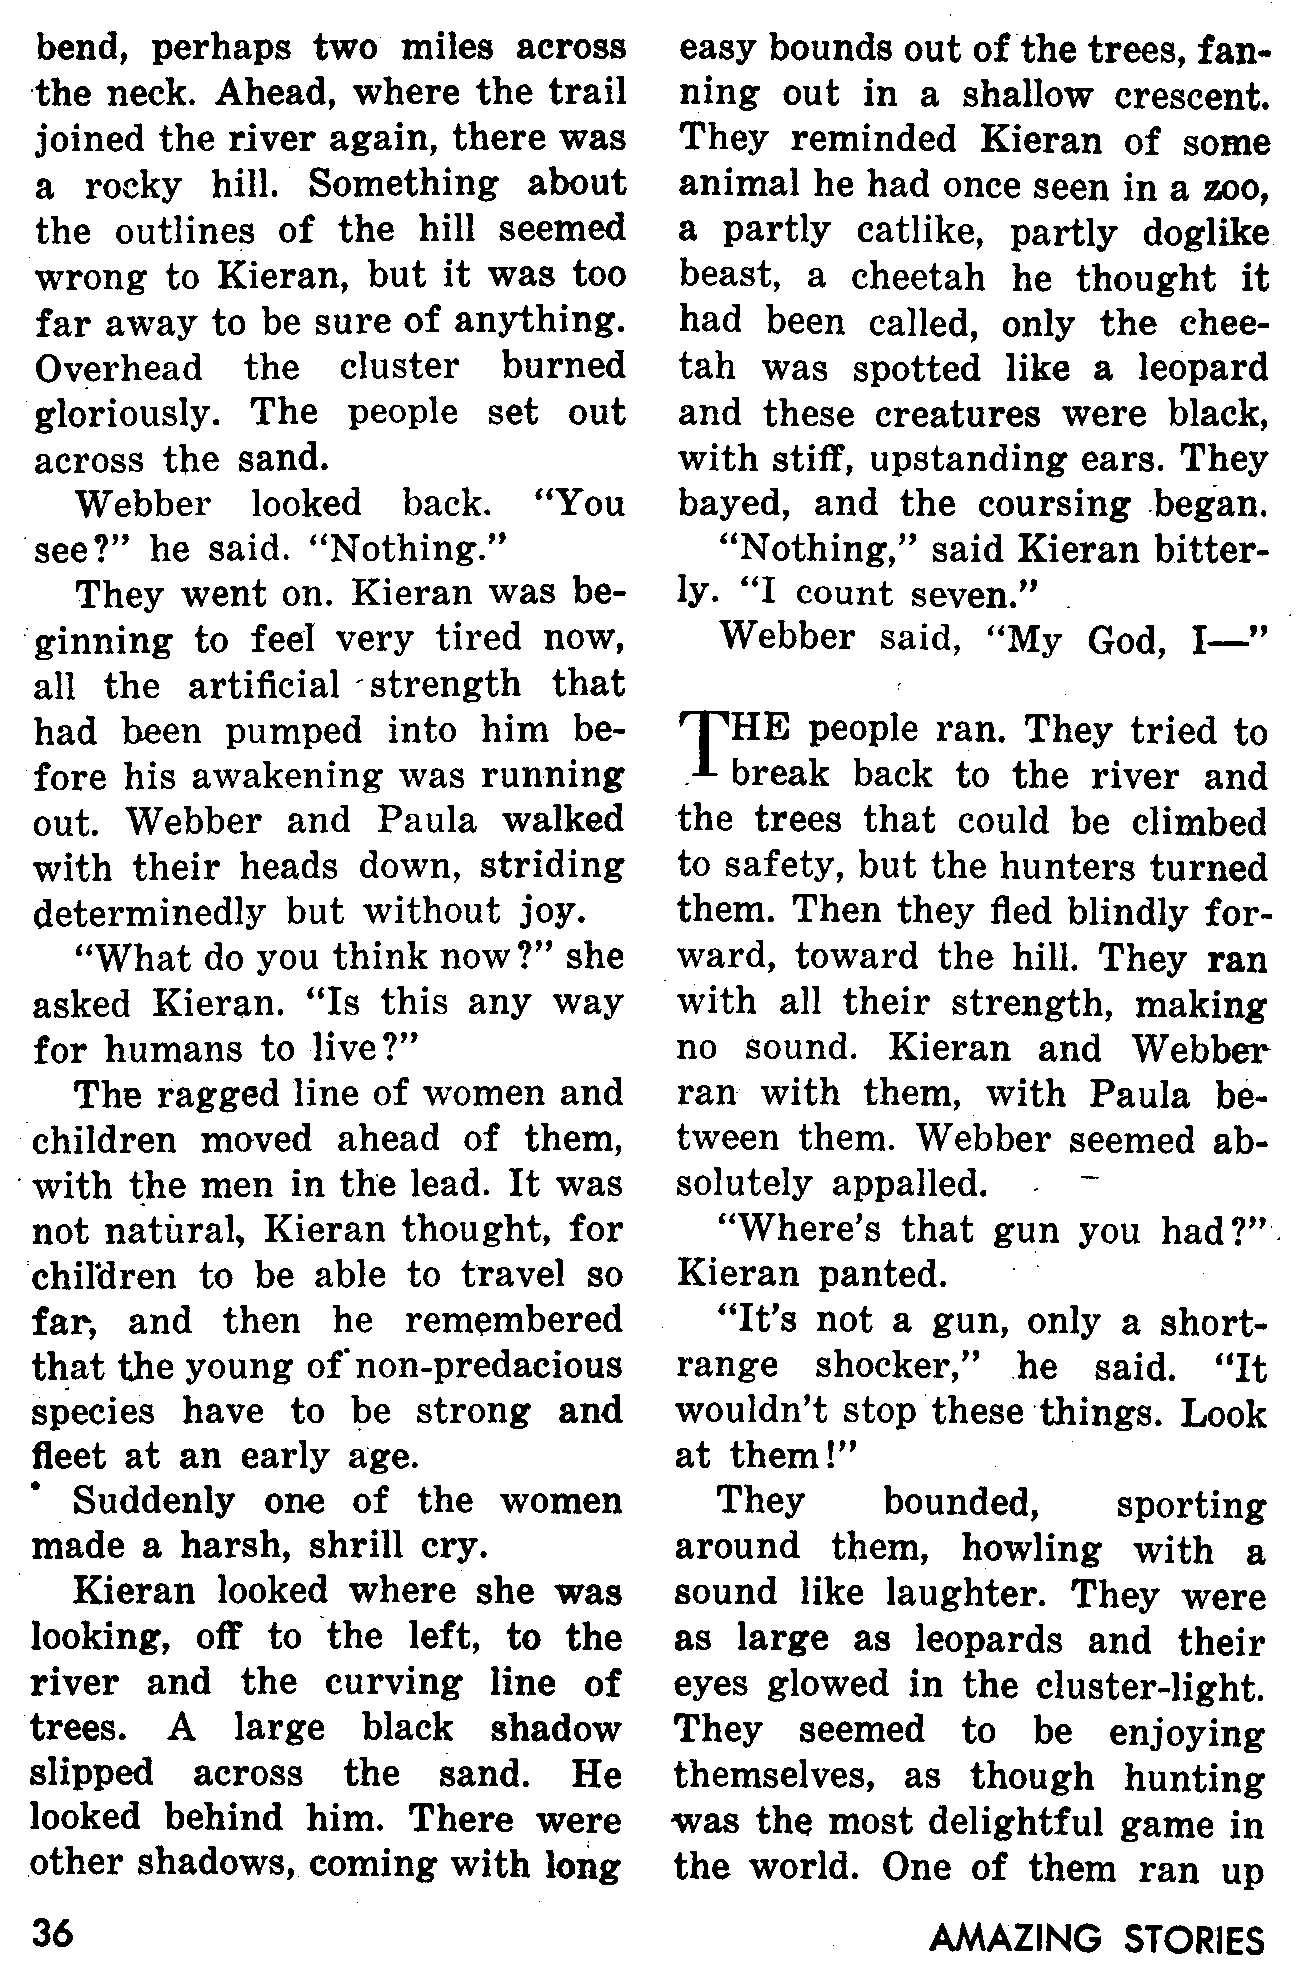 bend, perhaps two miles across
the neck. Ahead, where the trail
joined the river again, there was
a rocky hill. Something about
the outlines of the hill seemed
wrong to Kieran, but it was too
far away to be sure of anything.
Overhead the cluster burned
gloriously. The people set out
across the sand.
Webber looked back. “You
see?” he said. “Nothing.”
They went on. Kieran was be-
ginning to feel very tired now,
all the artificial strength that
had been pumped into him be-
fore his awakening was running
out. Webber and Paula walked
with their heads down, striding
determinedly but without joy.
“What do you think now?” she
asked Kieran. “Is this any way
for humans to live?”
The ragged line of women and
children moved ahead of them,
with the men in the lead. It was
not natural, Kieran thought, for
children to be able to travel so
far, and then he remembered
that the young of non-predacious
species have to be strong and
fleet at an early age.
Suddenly one of the women
made a harsh, shrill cry.
Kieran looked where she was
looking, off to the left, to the
river and the curving line of
trees. A large black shadow
slipped across the sand. He
looked behind him. There were
other shadows, coming with long
easy bounds out of the trees, fan-
ning out in a shallow crescent.
They reminded Kieran of some
animal he had once seen in a zoo,
a partly catlike, partly doglike
beast, a cheetah he thought it
had been called, only the chee-
tah was spotted like a leopard
and these creatures were black,
with stiff, upstanding ears. They
bayed, and the coursing began.
“Nothing,” said Kieran bitter-
ly. “I count seven.”
Webber said, “My God, I—”
THE people ran. They tried to
break back to the river and
the trees that could be climbed
to safety, but the hunters turned
them. Then they fled blindly for-
ward, toward the hill. They ran
with all their strength, making
no sound. Kieran and Webber
ran with them, with Paula be-
tween them. Webber seemed ab-
solutely appalled.
“Where's that gun you had?”
Kieran panted.
“It's not a gun, only a short-
range shocker,” he said. “It
wouldn't stop these things. Look
at them!”
They bounded, sporting
around them, howling with a
sound like laughter. They were
as large as leopards and their
eyes glowed in the cluster-light.
They seemed to be enjoying
themselves, as though hunting
was the most delightful game in
the world. One of them ran up
36
AMAZING STORIES